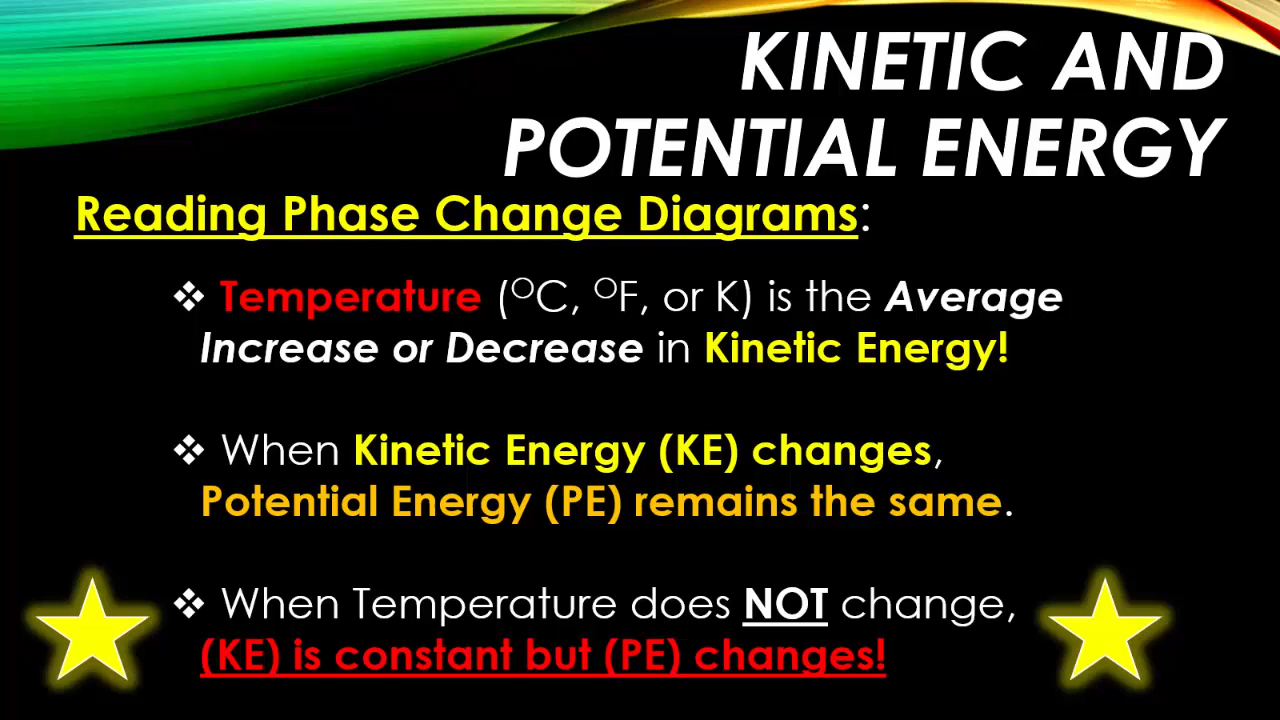 KINETIC AND
POTENTIAL ENERGY
Reading Phase Change Diagrams:
❖ Temperature (ᴼC, ᴼF, or K) is the Average
Increase or Decrease in Kinetic Energy!
❖ When Kinetic Energy (KE) changes,
Potential Energy (PE) remains the same.
❖ When Temperature does NOT change,
(KE) is constant but (PE) changes!